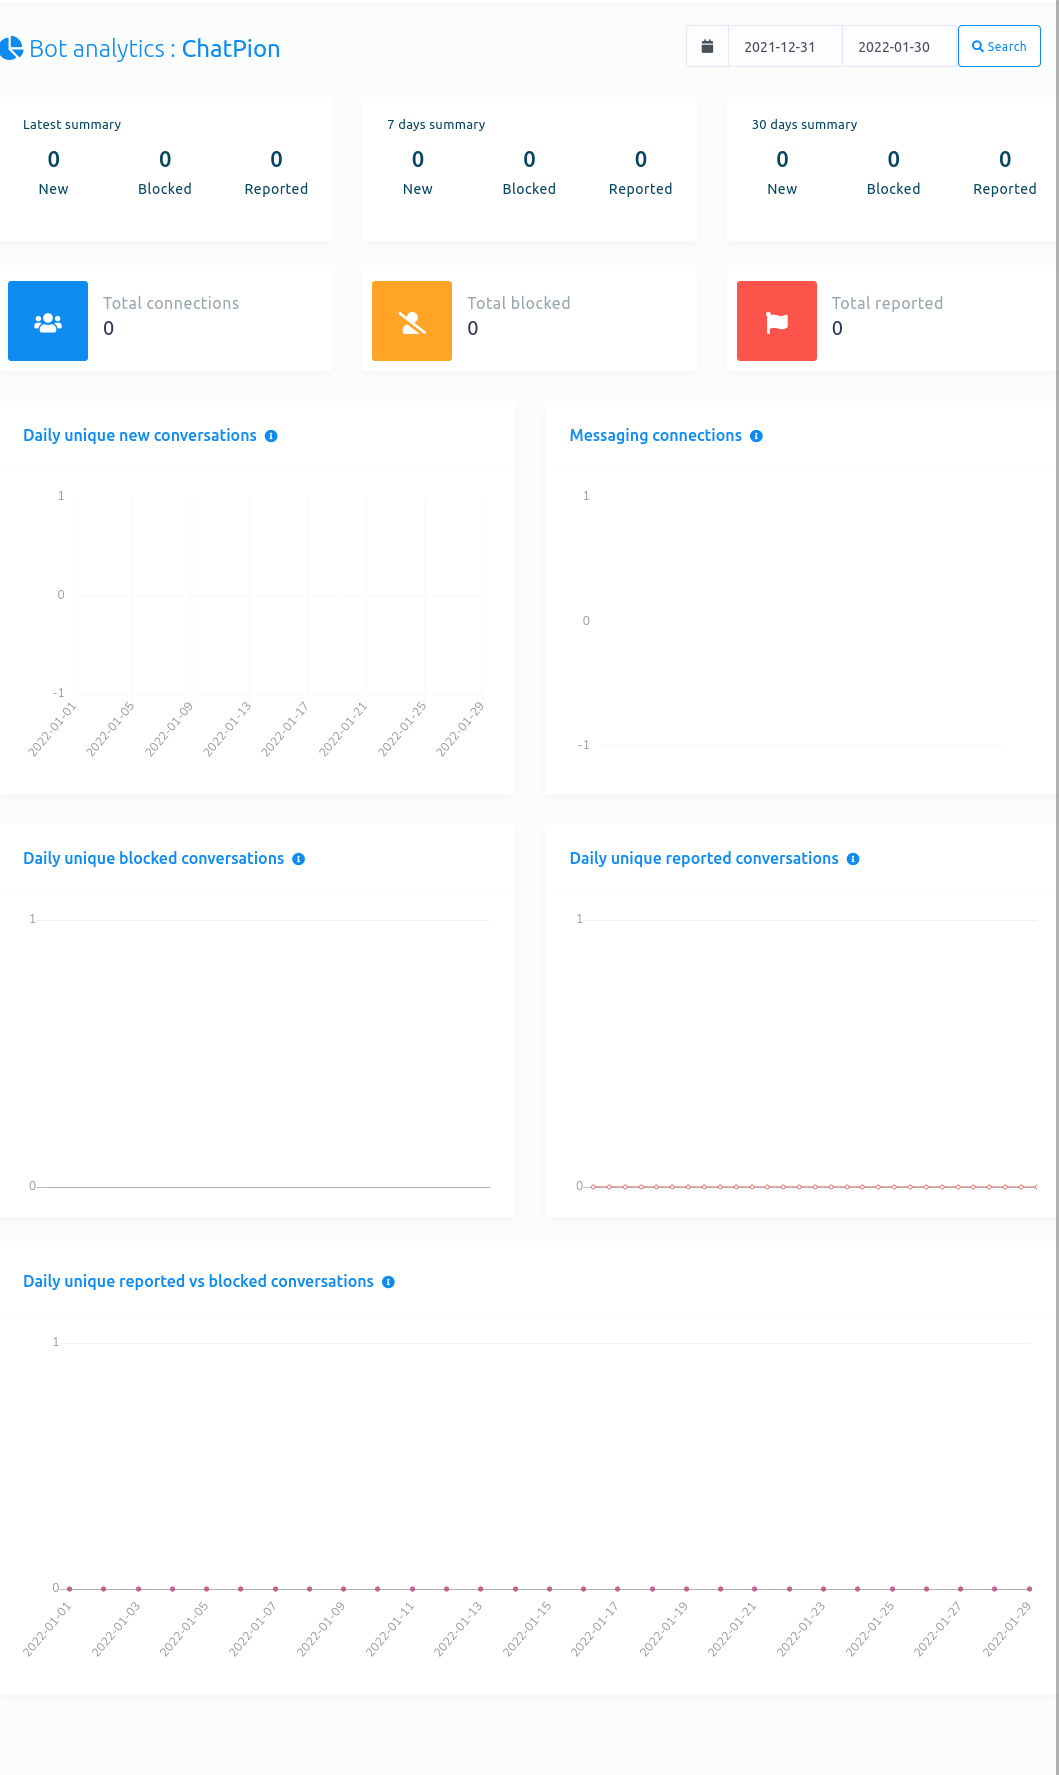 Bot analytics : ChatPion
2021-12-31 2022-01-30 Search
Latest summary
0 0 0
New Blocked Reported
7 days summary
0 0 0
New Blocked Reported
30 days summary
0 0 0
New Blocked Reported
Total connections
0
Total blocked
0
Total reported
0
Daily unique new conversations
1
0
-1
2022-01-01 2022-01-05 2022-01-09 2022-01-13 2022-01-17 2022-01-21 2022-01-25 2022-01-29
Messaging connections
1
0
-1
Daily unique blocked conversations
1
0
Daily unique reported conversations
1
0
Daily unique reported vs blocked conversations
1
0
2022-01-01 2022-01-03 2022-01-05 2022-01-07 2022-01-09 2022-01-11 2022-01-13 2022-01-15 2022-01-17 2022-01-19 2022-01-21 2022-01-23 2022-01-25 2022-01-27 2022-01-29